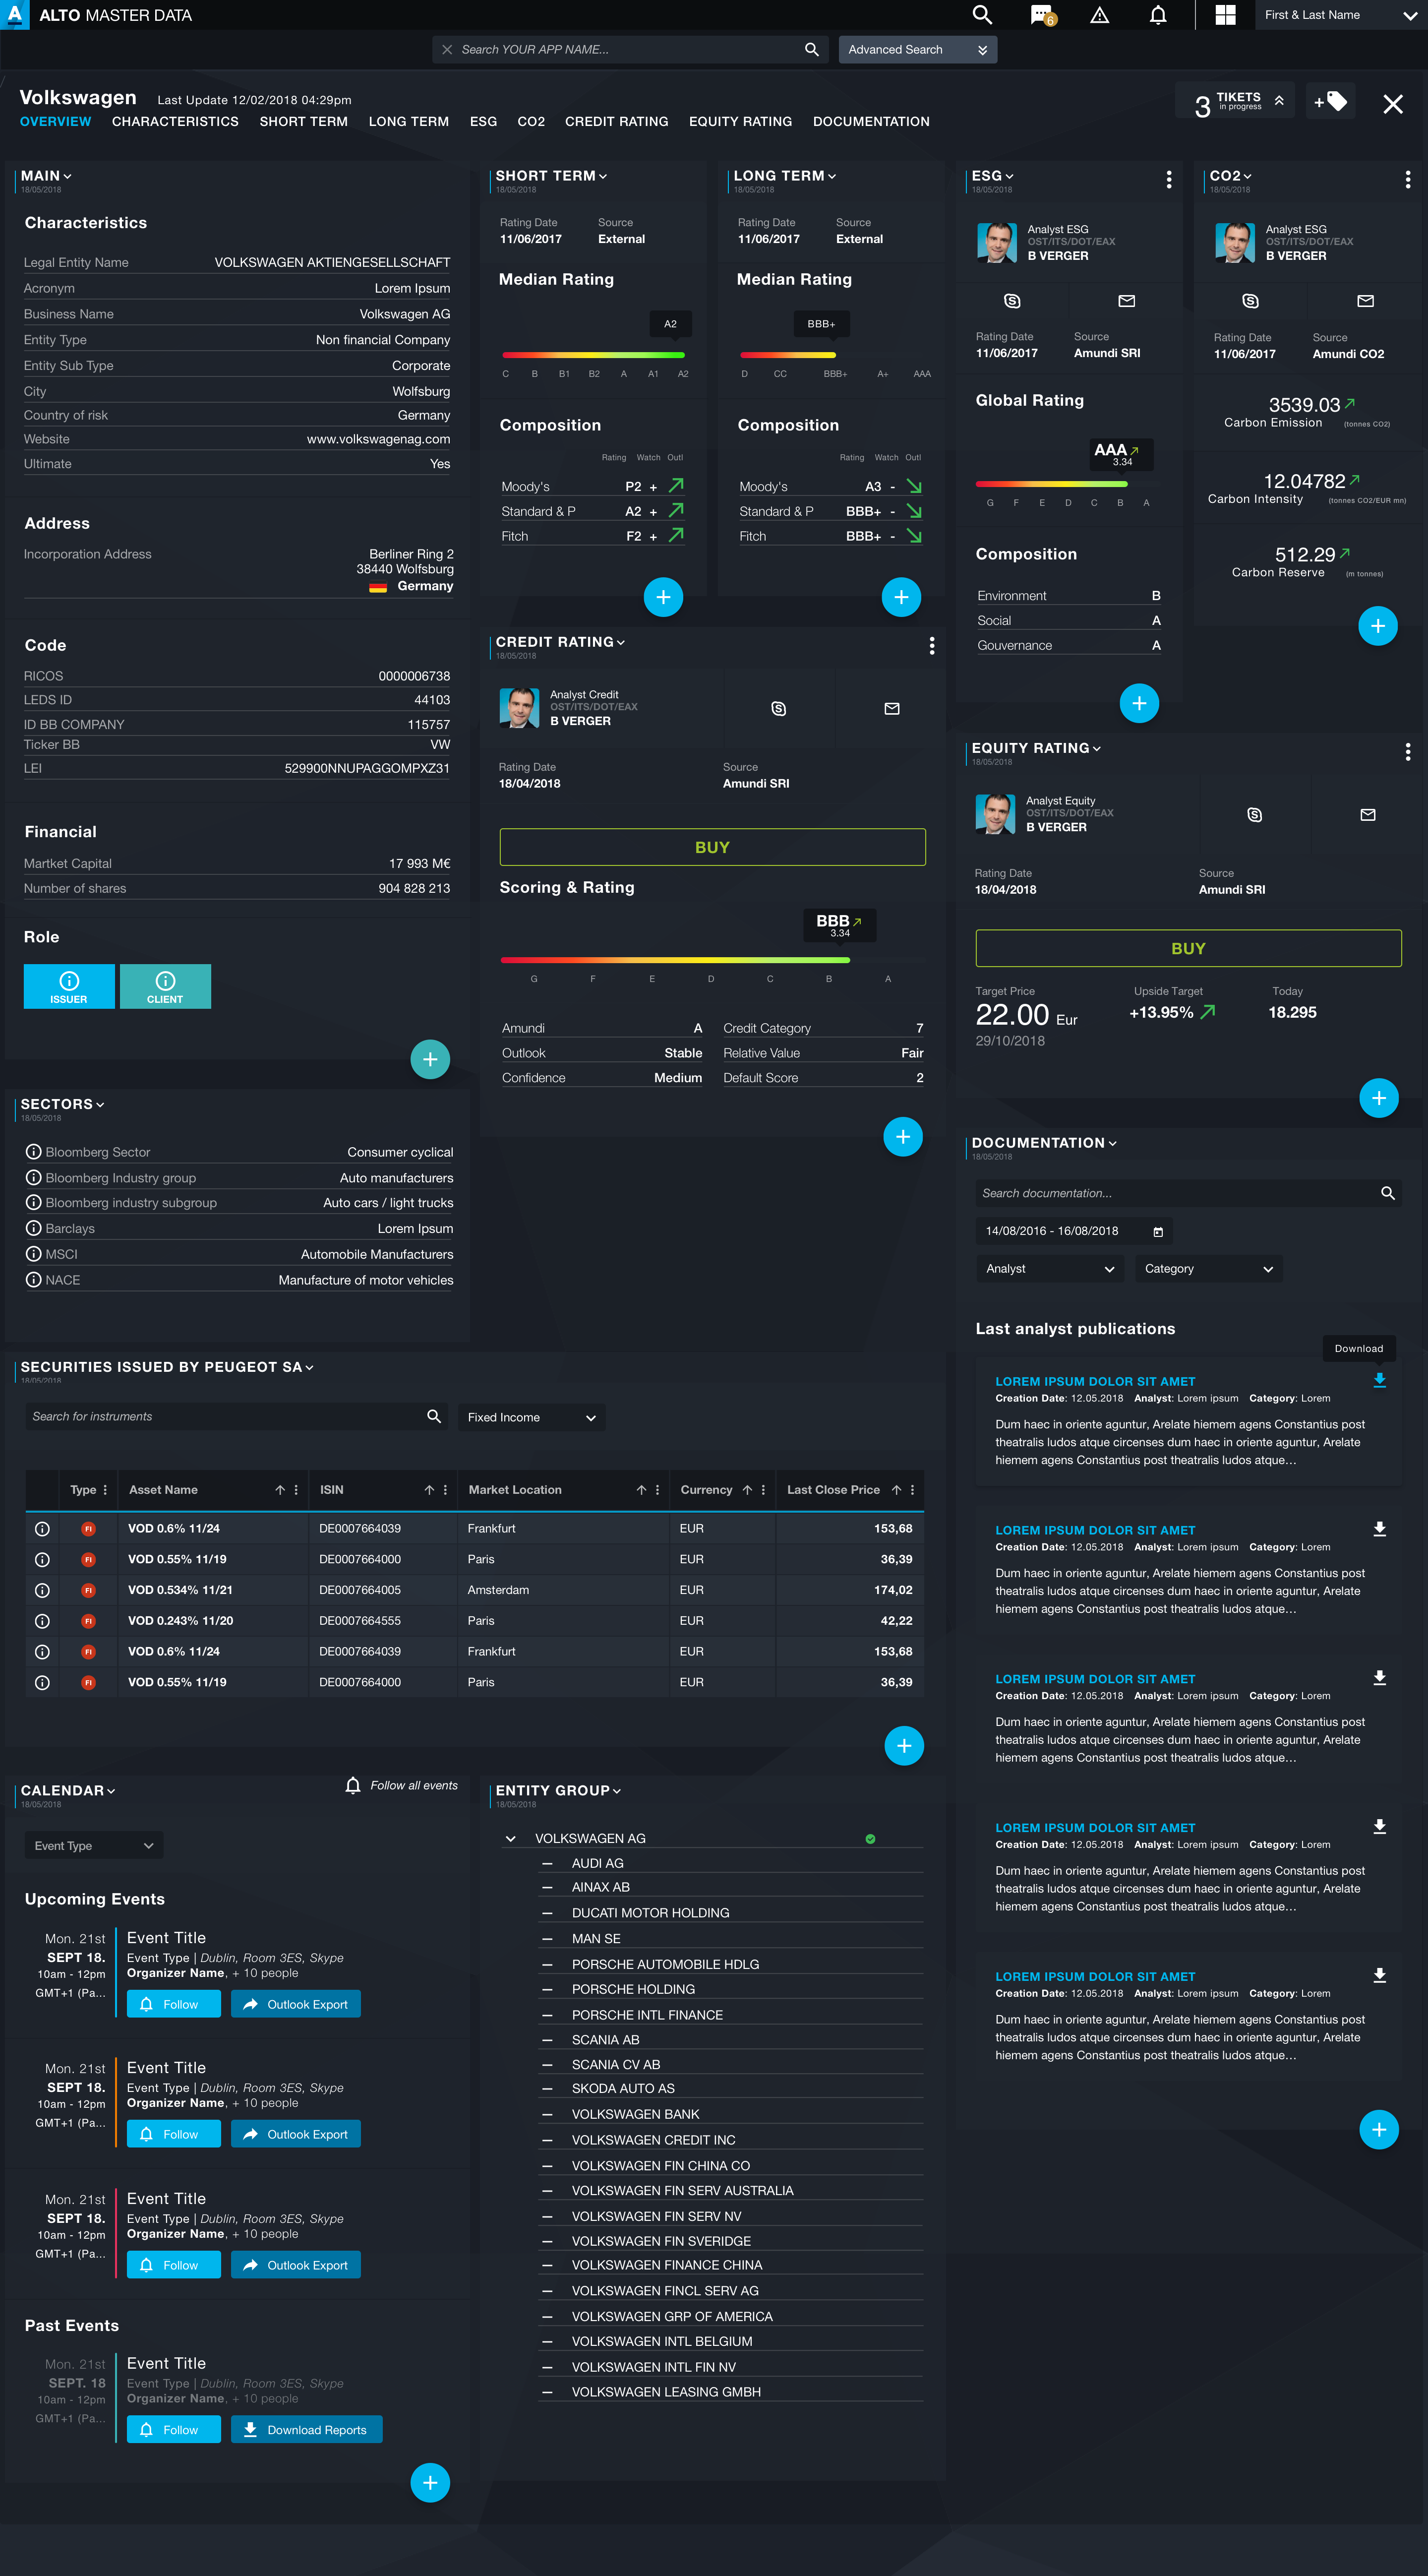 ALTO MASTER DATA
6
First & Last Name
Search YOUR APP NAME...
Advanced Search
Volkswagen Last Update 12/02/2018 04:29pm
3 TIKETS in progress
OVERVIEW CHARACTERISTICS SHORT TERM LONG TERM ESG CO2 CREDIT RATING EQUITY RATING DOCUMENTATION
MAIN
18/05/2018
Characteristics
Legal Entity Name VOLKSWAGEN AKTIENGESELLSCHAFT
Acronym Lorem Ipsum
Business Name Volkswagen AG
Entity Type Non financial Company
Entity Sub Type Corporate
City Wolfsburg
Country of risk Germany
Website www.volkswagenag.com
Ultimate Yes
Address
Incorporation Address Berliner Ring 2
38440 Wolfsburg
Germany
Code
RICOS 0000006738
LEDS ID 44103
ID BB COMPANY 115757
Ticker BB VW
LEI 529900NNUPAGGOMPXZ31
Financial
Martket Capital 17 993 M€
Number of shares 904 828 213
Role
ISSUER CLIENT
SECTORS
18/05/2018
Bloomberg Sector Consumer cyclical
Bloomberg Industry group Auto manufacturers
Bloomberg industry subgroup Auto cars / light trucks
Barclays Lorem Ipsum
MSCI Automobile Manufacturers
NACE Manufacture of motor vehicles
SHORT TERM
18/05/2018
Rating Date Source
11/06/2017 External
Median Rating
A2
C B B1 B2 A A1 A2
Composition
Rating Watch Outl
Moody's P2 +
Standard & P A2 +
Fitch F2 +
LONG TERM
18/05/2018
Rating Date Source
11/06/2017 External
Median Rating
BBB+
D CC BBB+ A+ AAA
Composition
Rating Watch Outl
Moody's A3 -
Standard & P BBB+ -
Fitch BBB+ -
ESG
18/05/2018
Analyst ESG
OST/ITS/DOT/EAX
B VERGER
Rating Date Source
11/06/2017 Amundi SRI
Global Rating
AAA
3.34
G F E D C B A
Composition
Environment B
Social A
Gouvernance A
CO2
18/05/2018
Analyst ESG
OST/ITS/DOT/EAX
B VERGER
Rating Date Source
11/06/2017 Amundi CO2
3539.03
Carbon Emission (tonnes CO2)
12.04782
Carbon Intensity (tonnes CO2/EUR mn)
512.29
Carbon Reserve (m tonnes)
CREDIT RATING
18/05/2018
Analyst Credit
OST/ITS/DOT/EAX
B VERGER
Rating Date Source
18/04/2018 Amundi SRI
BUY
Scoring & Rating
BBB
3.34
G F E D C B A
Amundi A Credit Category 7
Outlook Stable Relative Value Fair
Confidence Medium Default Score 2
EQUITY RATING
18/05/2018
Analyst Equity
OST/ITS/DOT/EAX
B VERGER
Rating Date Source
18/04/2018 Amundi SRI
BUY
Target Price Upside Target Today
22.00 Eur +13.95% 18.295
29/10/2018
DOCUMENTATION
18/05/2018
Search documentation...
14/08/2016 - 16/08/2018
Analyst Category
Last analyst publications
Download
LOREM IPSUM DOLOR SIT AMET
Creation Date: 12.05.2018 Analyst: Lorem ipsum Category: Lorem
Dum haec in oriente aguntur, Arelate hiemem agens Constantius post
theatralis ludos atque circenses dum haec in oriente aguntur, Arelate
hiemem agens Constantius post theatralis ludos atque...
LOREM IPSUM DOLOR SIT AMET
Creation Date: 12.05.2018 Analyst: Lorem ipsum Category: Lorem
Dum haec in oriente aguntur, Arelate hiemem agens Constantius post
theatralis ludos atque circenses dum haec in oriente aguntur, Arelate
hiemem agens Constantius post theatralis ludos atque...
LOREM IPSUM DOLOR SIT AMET
Creation Date: 12.05.2018 Analyst: Lorem ipsum Category: Lorem
Dum haec in oriente aguntur, Arelate hiemem agens Constantius post
theatralis ludos atque circenses dum haec in oriente aguntur, Arelate
hiemem agens Constantius post theatralis ludos atque...
LOREM IPSUM DOLOR SIT AMET
Creation Date: 12.05.2018 Analyst: Lorem ipsum Category: Lorem
Dum haec in oriente aguntur, Arelate hiemem agens Constantius post
theatralis ludos atque circenses dum haec in oriente aguntur, Arelate
hiemem agens Constantius post theatralis ludos atque...
LOREM IPSUM DOLOR SIT AMET
Creation Date: 12.05.2018 Analyst: Lorem ipsum Category: Lorem
Dum haec in oriente aguntur, Arelate hiemem agens Constantius post
theatralis ludos atque circenses dum haec in oriente aguntur, Arelate
hiemem agens Constantius post theatralis ludos atque...
SECURITIES ISSUED BY PEUGEOT SA
18/05/2018
Search for instruments Fixed Income
Type Asset Name ISIN Market Location Currency Last Close Price
FI VOD 0.6% 11/24 DE0007664039 Frankfurt EUR 153,68
FI VOD 0.55% 11/19 DE0007664000 Paris EUR 36,39
FI VOD 0.534% 11/21 DE0007664005 Amsterdam EUR 174,02
FI VOD 0.243% 11/20 DE0007664555 Paris EUR 42,22
FI VOD 0.6% 11/24 DE0007664039 Frankfurt EUR 153,68
FI VOD 0.55% 11/19 DE0007664000 Paris EUR 36,39
CALENDAR
18/05/2018
Follow all events
Event Type
Upcoming Events
Mon. 21st Event Title
SEPT 18. Event Type | Dublin, Room 3ES, Skype
10am - 12pm Organizer Name, + 10 people
GMT+1 (Pa... Follow Outlook Export
Mon. 21st Event Title
SEPT 18. Event Type | Dublin, Room 3ES, Skype
10am - 12pm Organizer Name, + 10 people
GMT+1 (Pa... Follow Outlook Export
Mon. 21st Event Title
SEPT 18. Event Type | Dublin, Room 3ES, Skype
10am - 12pm Organizer Name, + 10 people
GMT+1 (Pa... Follow Outlook Export
Past Events
Mon. 21st Event Title
SEPT. 18 Event Type | Dublin, Room 3ES, Skype
10am - 12pm Organizer Name, + 10 people
GMT+1 (Pa... Follow Download Reports
ENTITY GROUP
18/05/2018
VOLKSWAGEN AG
AUDI AG
AINAX AB
DUCATI MOTOR HOLDING
MAN SE
PORSCHE AUTOMOBILE HDLG
PORSCHE HOLDING
PORSCHE INTL FINANCE
SCANIA AB
SCANIA CV AB
SKODA AUTO AS
VOLKSWAGEN BANK
VOLKSWAGEN CREDIT INC
VOLKSWAGEN FIN CHINA CO
VOLKSWAGEN FIN SERV AUSTRALIA
VOLKSWAGEN FIN SERV NV
VOLKSWAGEN FIN SVERIDGE
VOLKSWAGEN FINANCE CHINA
VOLKSWAGEN FINCL SERV AG
VOLKSWAGEN GRP OF AMERICA
VOLKSWAGEN INTL BELGIUM
VOLKSWAGEN INTL FIN NV
VOLKSWAGEN LEASING GMBH